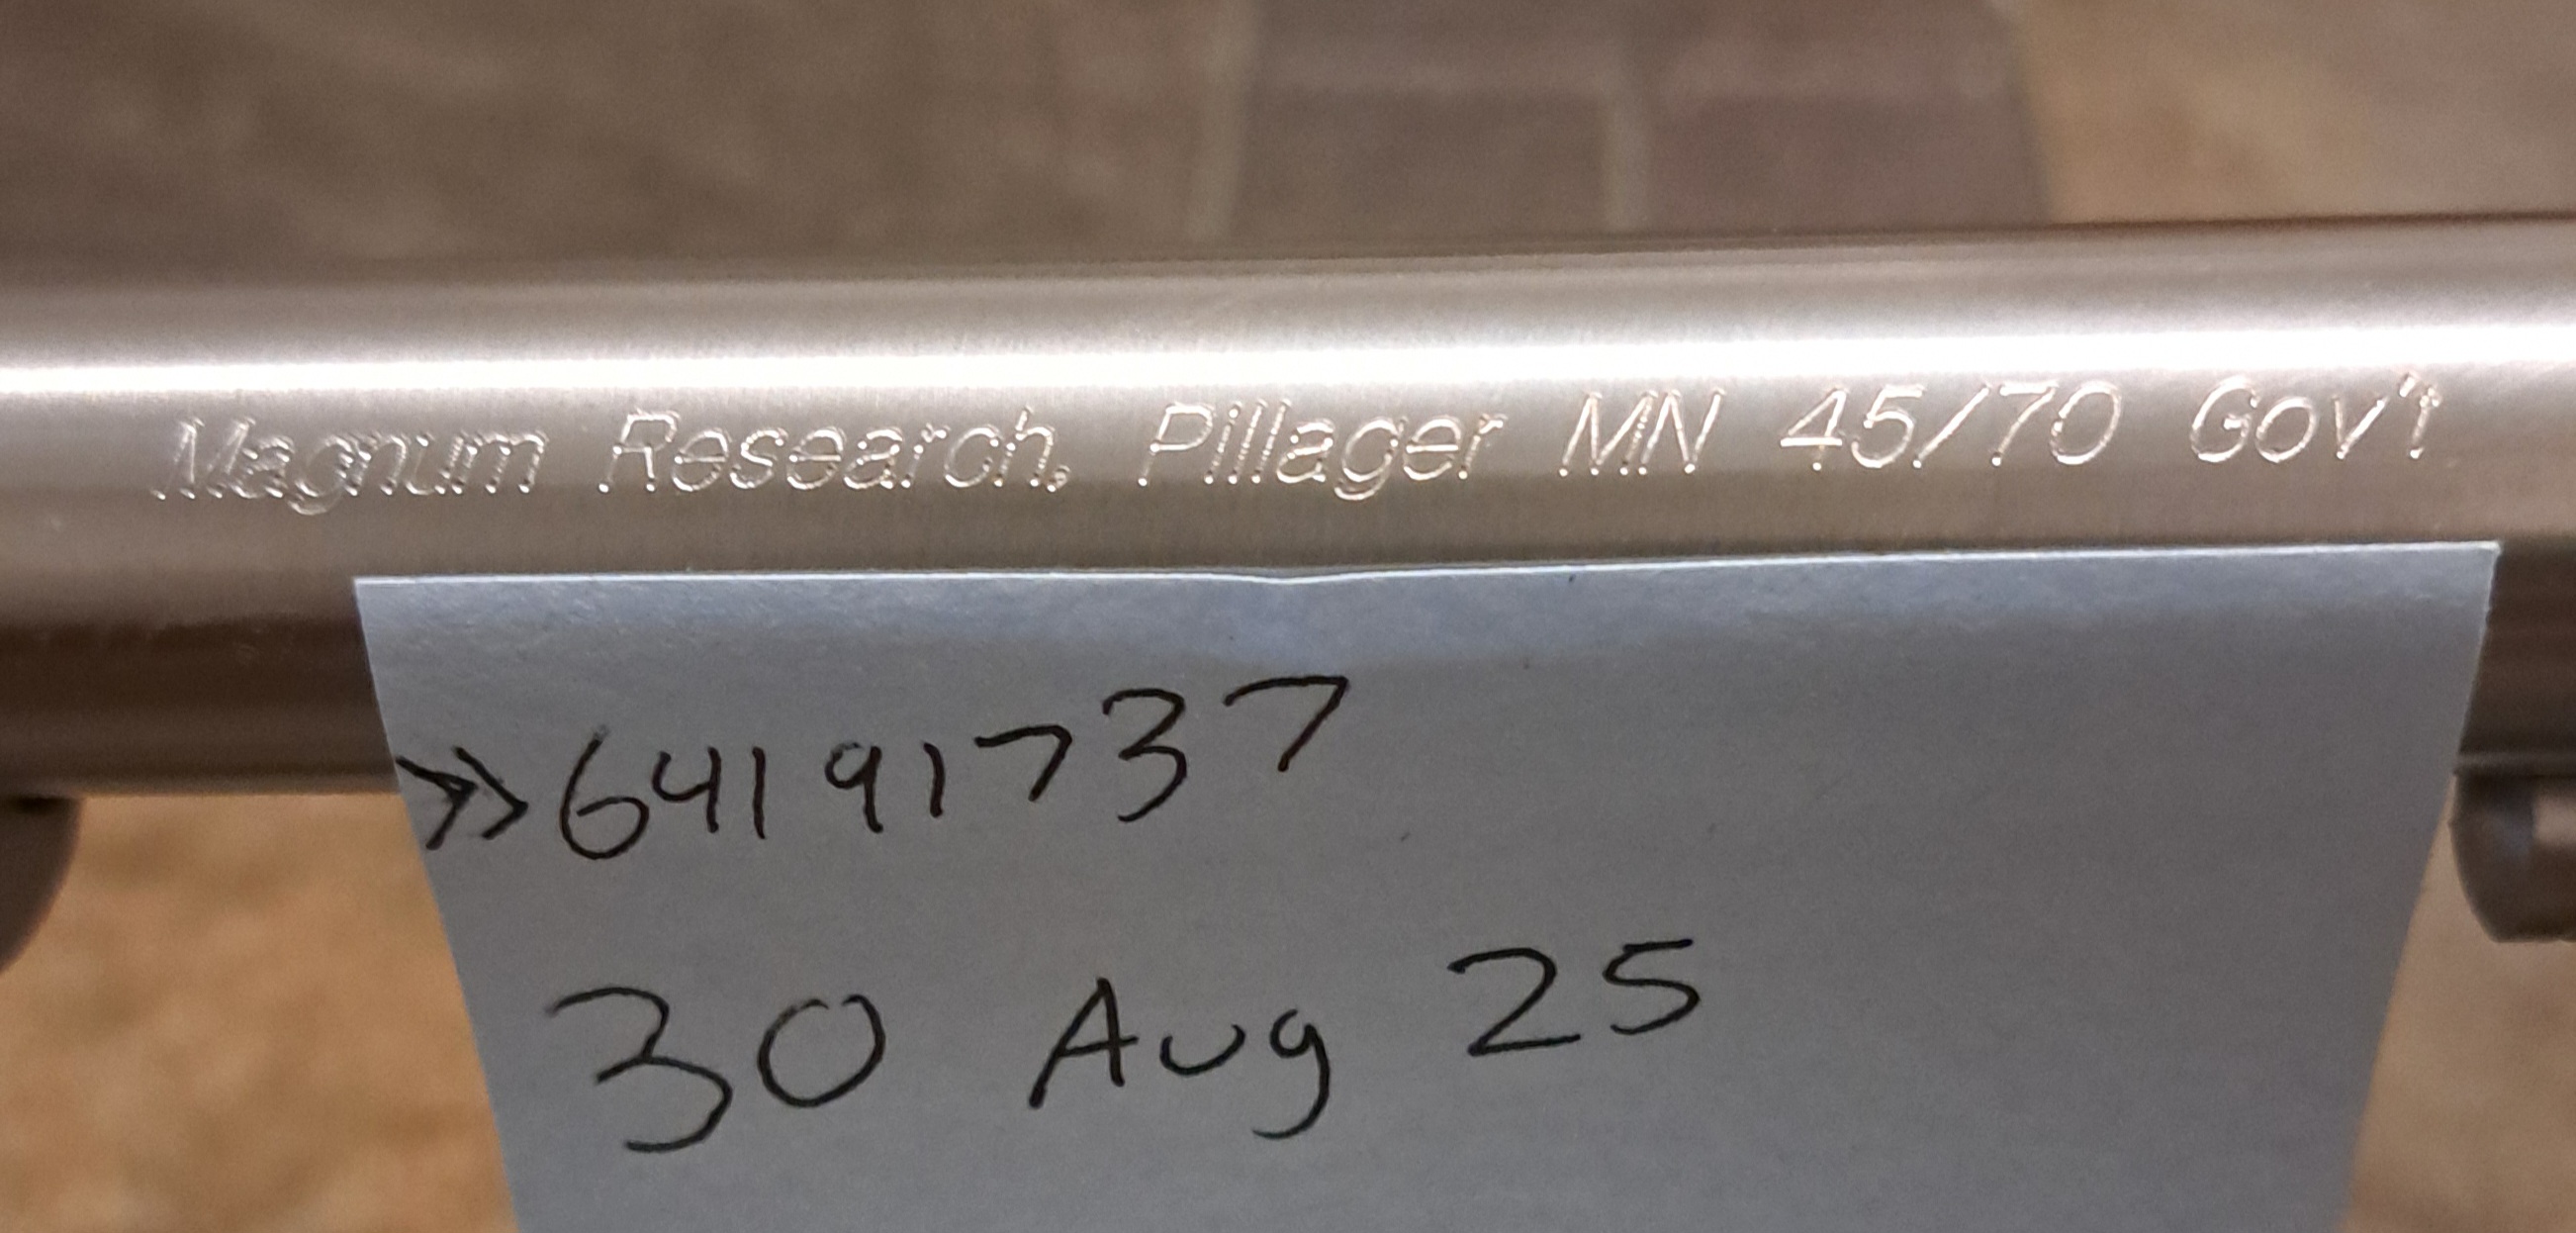 Magnum Research, Pillager MN 45/70 Gov't
>>64191737
30 Aug 25